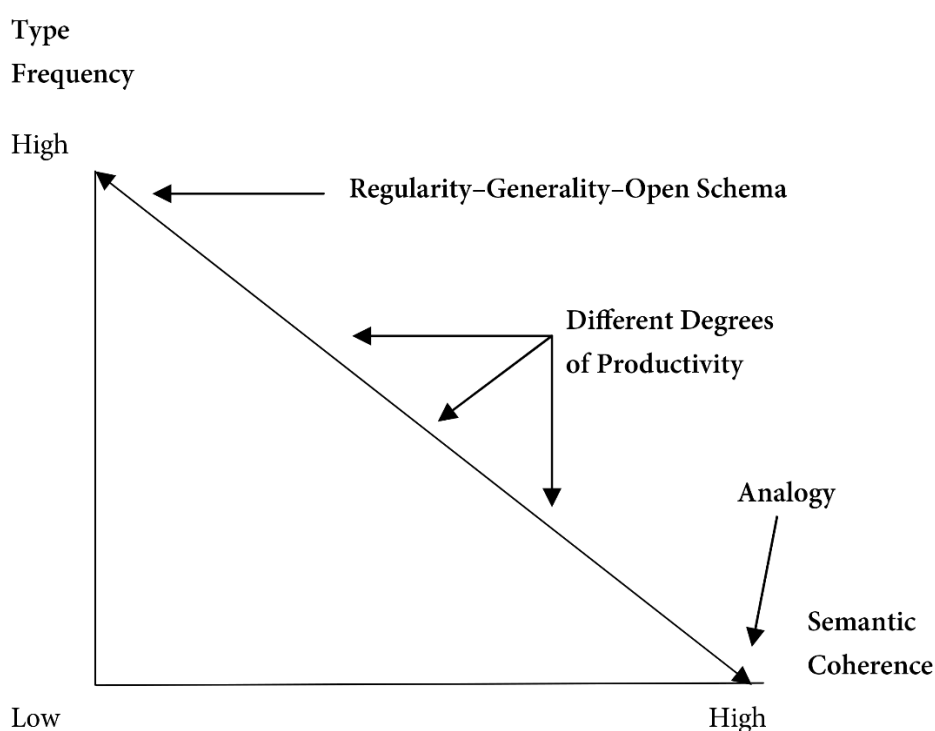 Type
Frequency
High
Regularity–Generality–Open Schema
Different Degrees
of Productivity
Analogy
Semantic
Coherence
Low
High